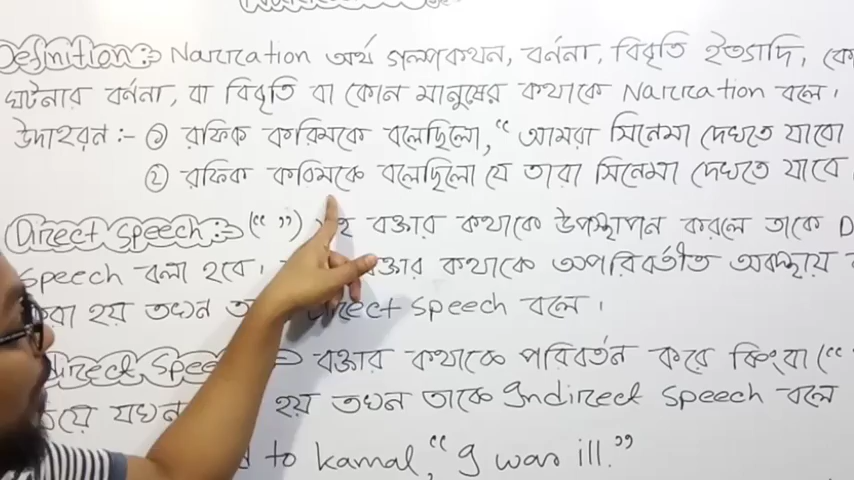 Definition:- Narration অর্থ গল্পকথন, বর্ননা, বিবৃতি ইত্যাদি,
ঘটনার বর্ননা, বা বিবৃতি বা কোন মানুষের কথাকে Narration বলে।
উদাহরন :- ① রফিক করিমকে বলেছিলো, “আমরা সিনেমা দেখতে যাবো
② রফিক করিমকে বলেছিলো যে তারা সিনেমা দেখতে যাবে।
Direct speech:- (“ ”) বক্তার কথাকে উপস্থাপন করলে তাকে
speech বলা হবে। বক্তার কথাকে অপরিবর্তীত অবস্থায়
হয় তখন Direct speech বলে।
বক্তার কথাকে পরিবর্তন করে কিংবা (“
যখন হয় তখন তাকে Indirect speech বলে
to kamal, “I was ill.”